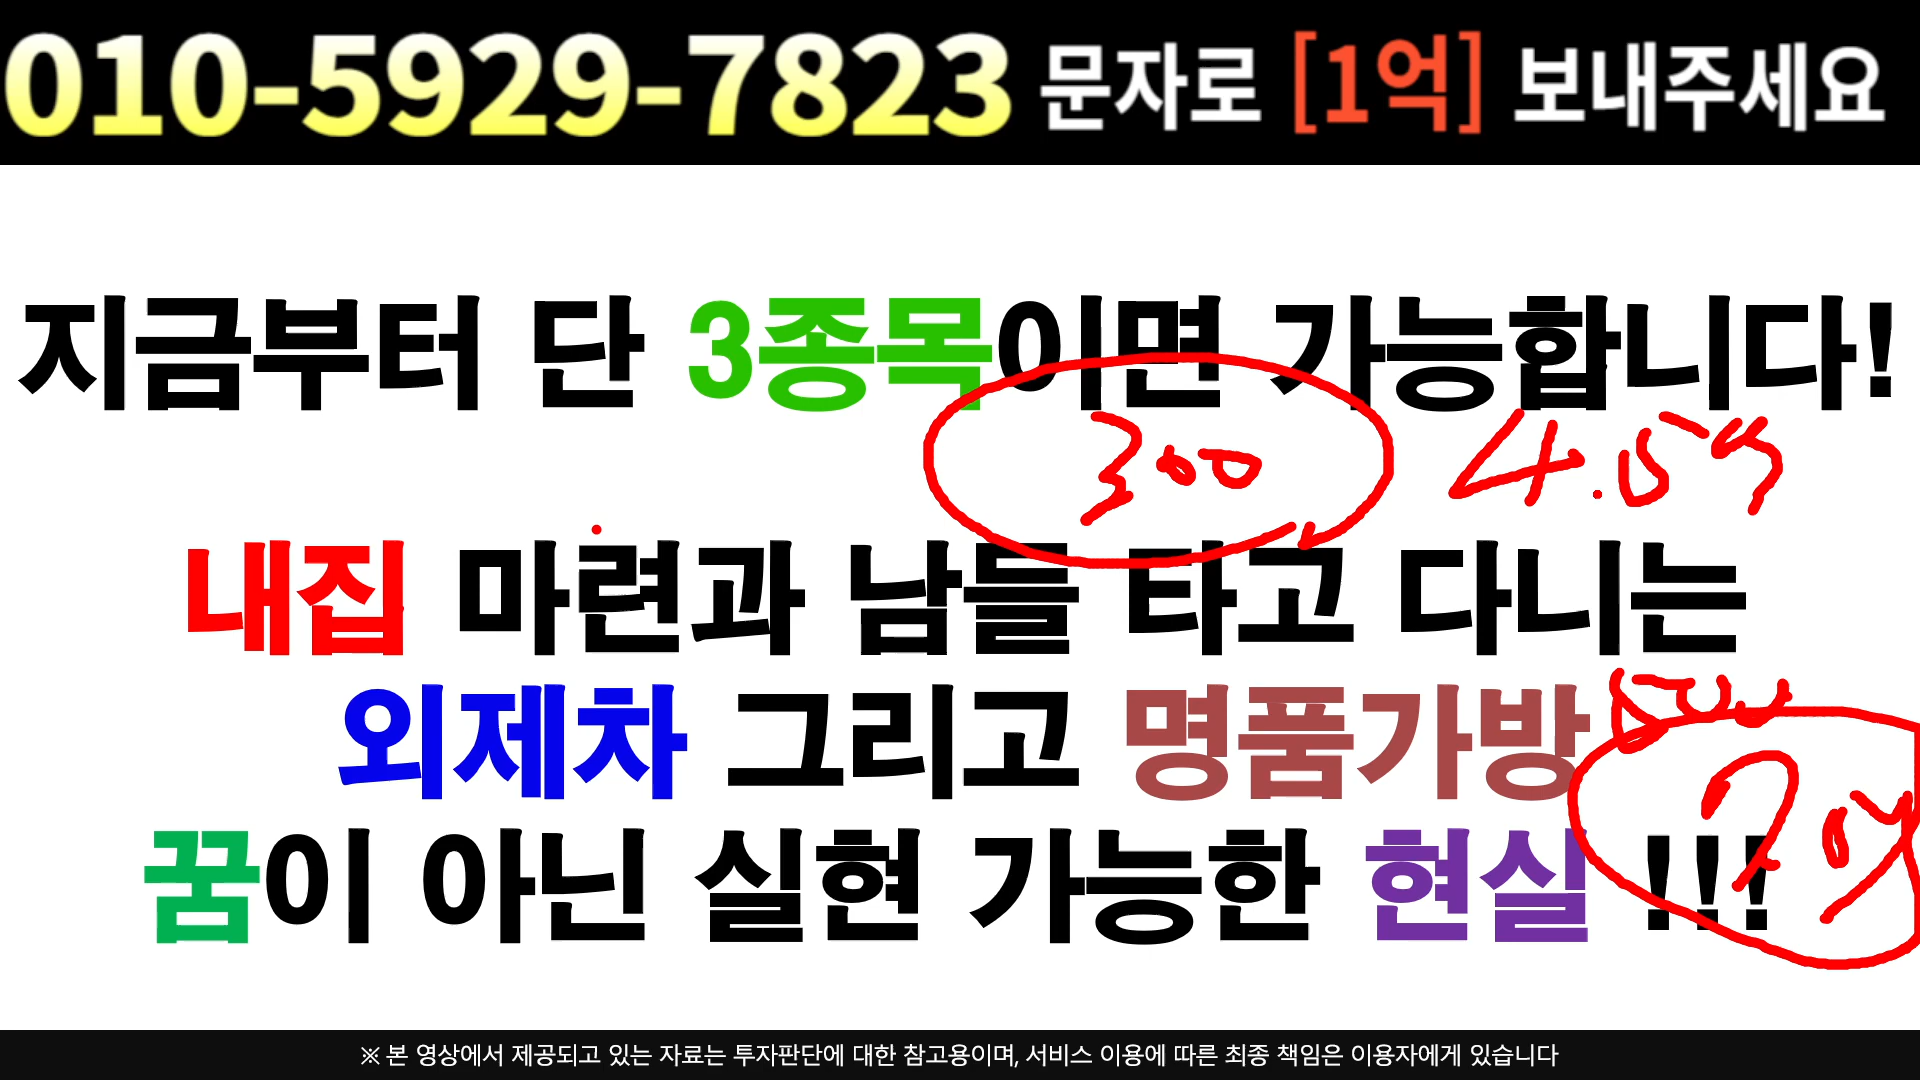 010-5929-7823 문자로 [1억] 보내주세요
지금부터 단 3종목이면 가능합니다!
300
4.5억
내집 마련과 남들 타고 다니는
외제차 그리고 명품가방
500
꿈이 아닌 실현 가능한 현실 !!!
※ 본 영상에서 제공되고 있는 자료는 투자판단에 대한 참고용이며, 서비스 이용에 따른 최종 책임은 이용자에게 있습니다